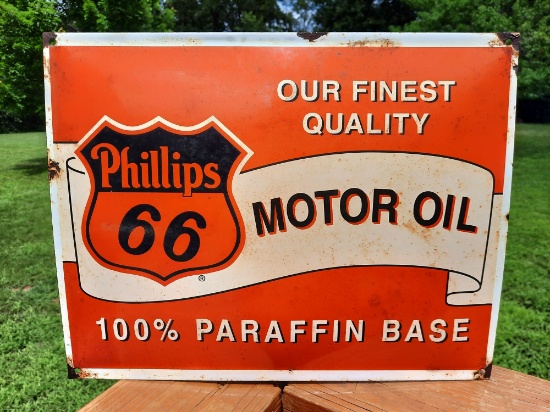 OUR FINEST
QUALITY
Phillips
66
®
MOTOR OIL
100% PARAFFIN BASE